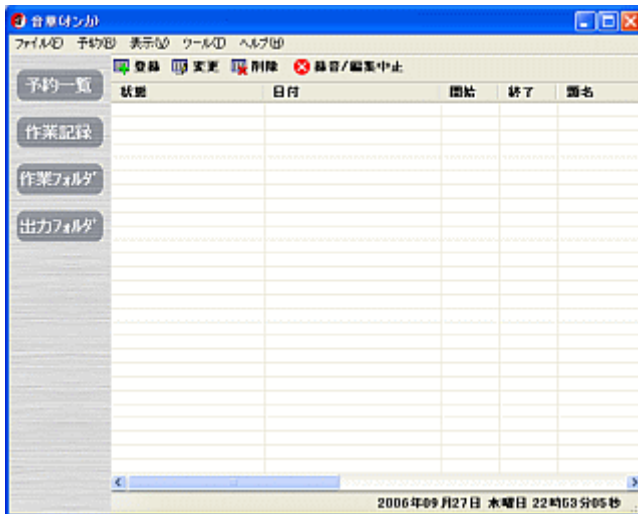 音華(オンカ)
ファイル(F) 予約(B) 表示(V) ツール(T) ヘルプ(H)
登録 変更 削除 録音/編集中止
予約一覧
状態 日付 開始 終了 題名
作業記録
作業フォルダ
出力フォルダ
2006年09月27日 水曜日 22時53分05秒